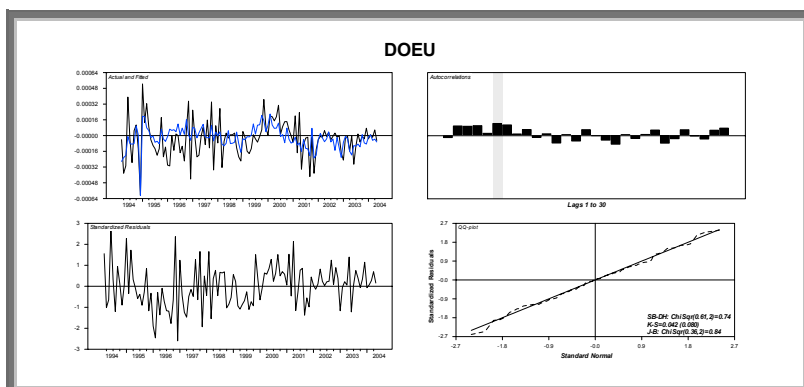 DOEU
Actual and Fitted
0.00064
0.00048
0.00032
0.00016
-0.00000
-0.00016
-0.00032
-0.00048
-0.00064
1994 1995 1996 1997 1998 1999 2000 2001 2002 2003 2004
Autocorrelations
Lags 1 to 30
Standardized Residuals
3
2
1
0
-1
-2
-3
1994 1995 1996 1997 1998 1999 2000 2001 2002 2003 2004
QQ-plot
Standardized Residuals
2.7
1.9
0.9
-0.0
-0.9
-1.8
-2.7
SB-DH: ChiSqr(0.61,2)=0.74
K-S=0.042 (0.080)
J-B: ChiSqr(0.36,2)=0.84
-2.7 -1.8 -0.9 -0.0 0.9 1.8 2.7
Standard Normal